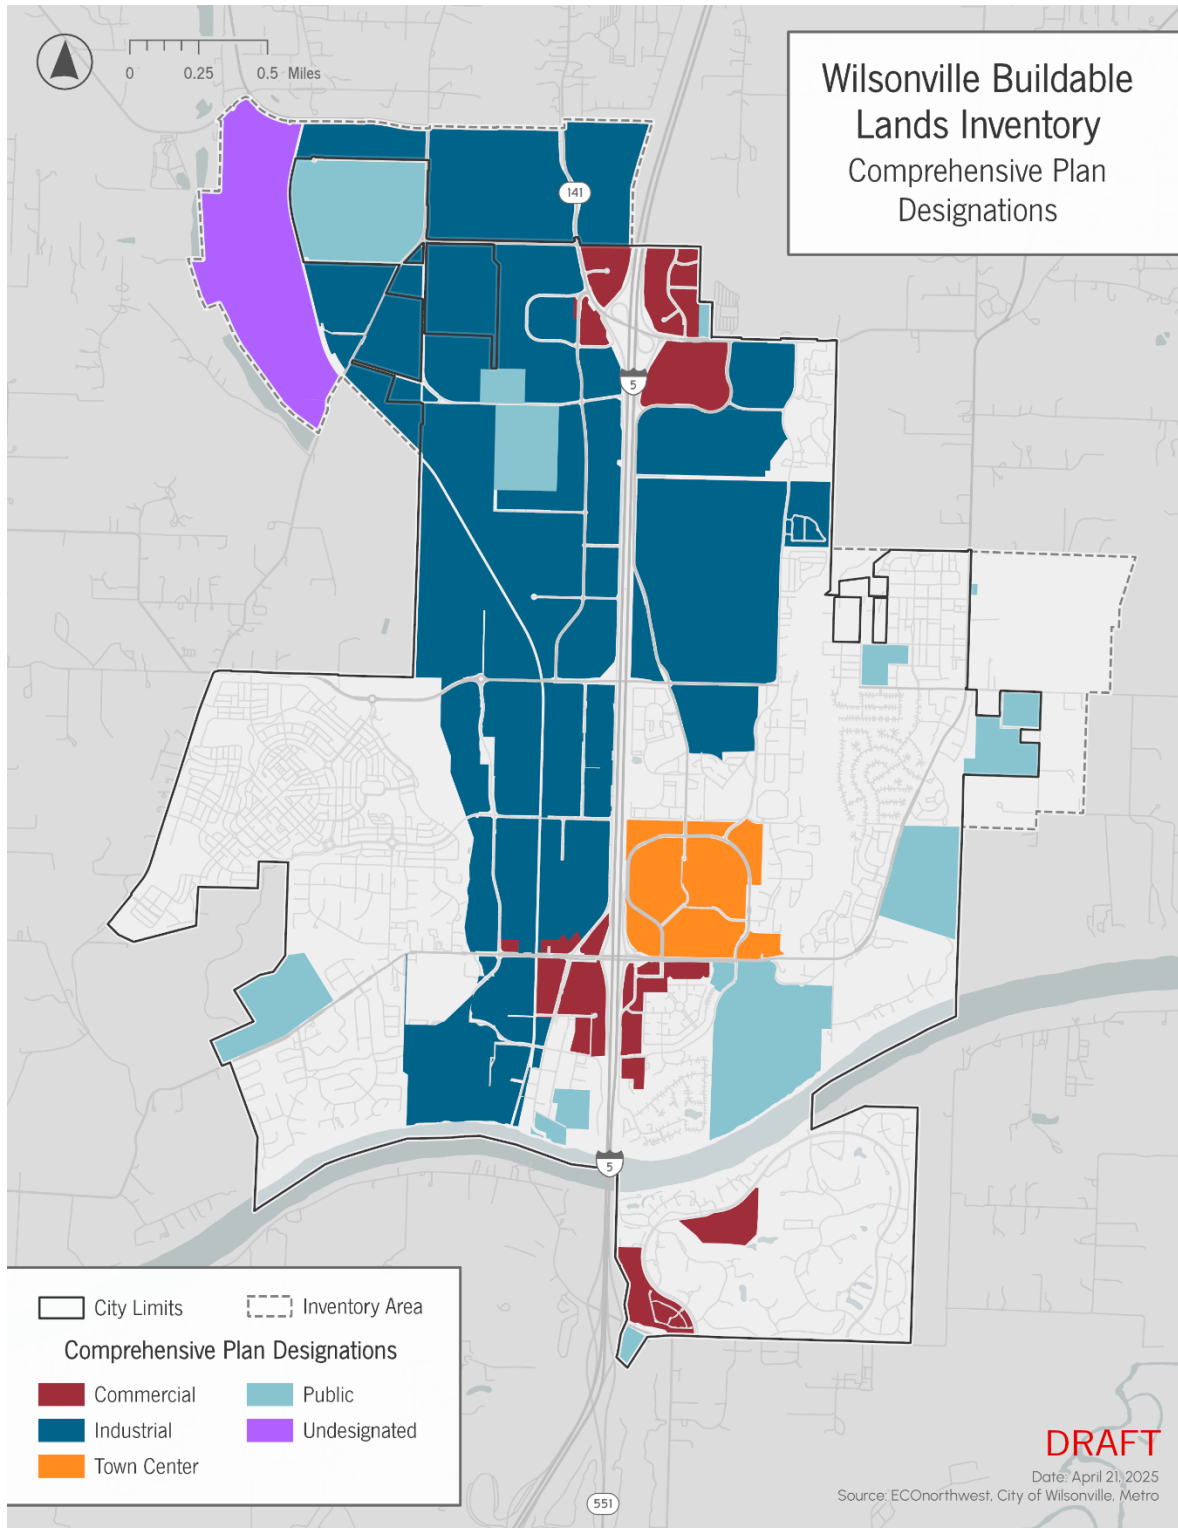 0 0.25 0.5 Miles
Wilsonville Buildable
Lands Inventory
Comprehensive Plan
Designations
141
5
5
City Limits
Inventory Area
Comprehensive Plan Designations
Commercial
Public
Industrial
Undesignated
Town Center
DRAFT
Date: April 21, 2025
Source: ECOnorthwest, City of Wilsonville, Metro
551